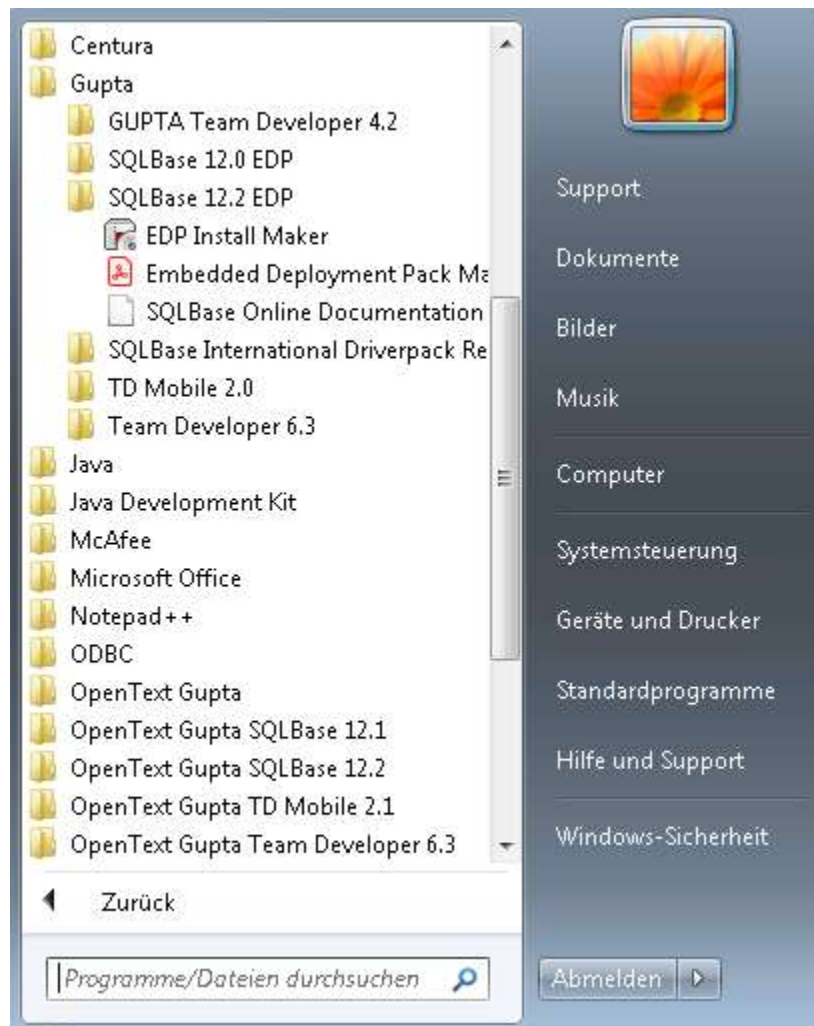 Centura
Gupta
GUPTA Team Developer 4.2
SQLBase 12.0 EDP
SQLBase 12.2 EDP
EDP Install Maker
Embedded Deployment Pack Ma
SQLBase Online Documentation
SQLBase International Driverpack Re
TD Mobile 2.0
Team Developer 6.3
Java
Java Development Kit
McAfee
Microsoft Office
Notepad++
ODBC
OpenText Gupta
OpenText Gupta SQLBase 12.1
OpenText Gupta SQLBase 12.2
OpenText Gupta TD Mobile 2.1
OpenText Gupta Team Developer 6.3
Zurück
Programme/Dateien durchsuchen
Support
Dokumente
Bilder
Musik
Computer
Systemsteuerung
Geräte und Drucker
Standardprogramme
Hilfe und Support
Windows-Sicherheit
Abmelden